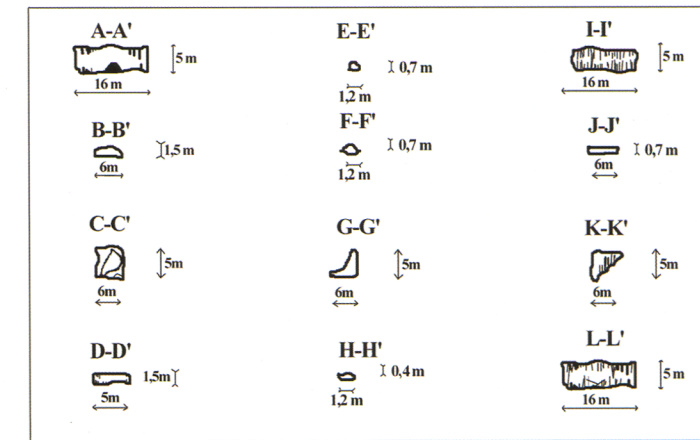 A-A'
5 m
16 m
B-B'
1,5 m
6m
C-C'
5m
6m
D-D'
1,5m
5m
E-E'
0,7 m
1,2 m
F-F'
0,7 m
1,2 m
G-G'
5m
6m
H-H'
0,4 m
1,2 m
I-I'
5 m
16 m
J-J'
0,7 m
6m
K-K'
5m
6m
L-L'
5 m
16 m